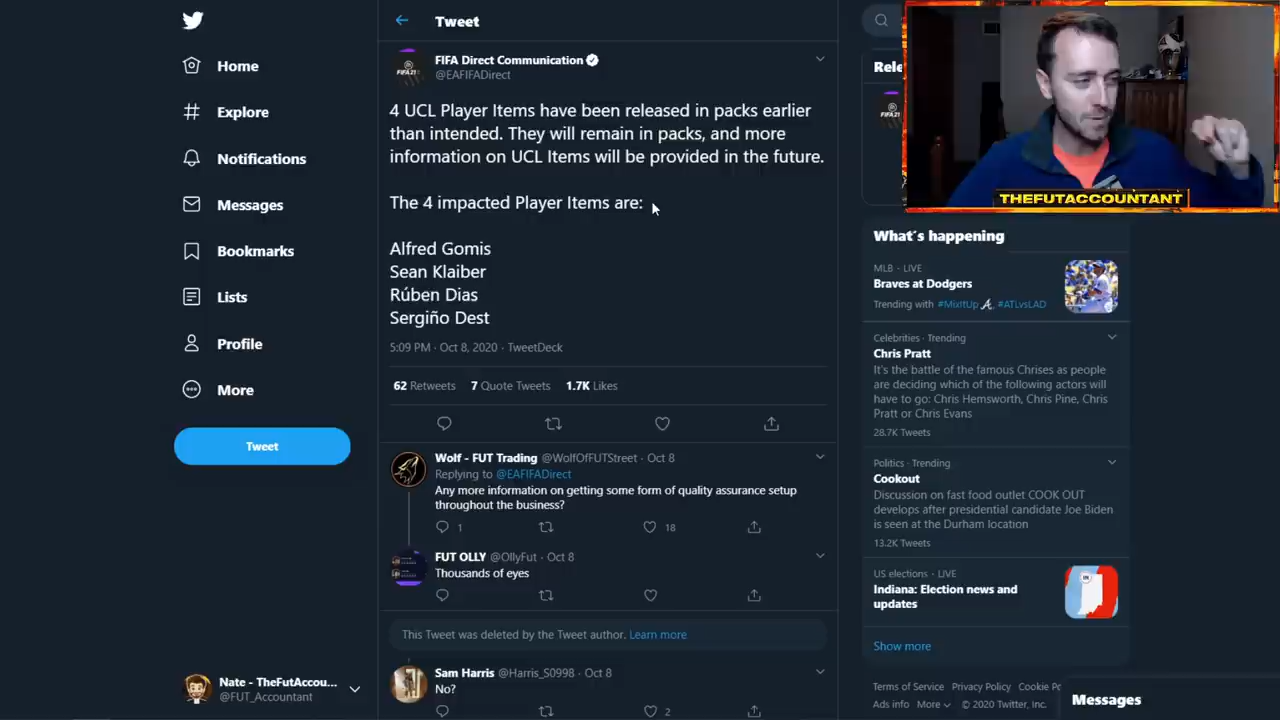 Tweet
FIFA Direct Communication
@EAFIFADirect
4 UCL Player Items have been released in packs earlier
than intended. They will remain in packs, and more
information on UCL Items will be provided in the future.
The 4 impacted Player Items are:
Alfred Gomis
Sean Klaiber
Rúben Dias
Sergiño Dest
5:09 PM · Oct 8, 2020 · TweetDeck
62 Retweets 7 Quote Tweets 1.7K Likes
Wolf - FUT Trading @WolfOfFUTStreet · Oct 8
Replying to @EAFIFADirect
Any more information on getting some form of quality assurance setup
throughout the business?
1 18
FUT OLLY @OllyFut · Oct 8
Thousands of eyes
This Tweet was deleted by the Tweet author. Learn more
Sam Harris @Harris_S0998 · Oct 8
No?
2
Home
Explore
Notifications
Messages
Bookmarks
Lists
Profile
More
Tweet
Nate - TheFutAccou...
@FUT_Accountant
Rele
THEFUTACCOUNTANT
What's happening
MLB · LIVE
Braves at Dodgers
Trending with #MixItUp #ATLvsLAD
Celebrities · Trending
Chris Pratt
It's the battle of the famous Chrises as people
are deciding which of the following actors will
have to go: Chris Hemsworth, Chris Pine, Chris
Pratt or Chris Evans
28.7K Tweets
Politics · Trending
Cookout
Discussion on fast food outlet COOK OUT
develops after presidential candidate Joe Biden
is seen at the Durham location
13.2K Tweets
US elections · LIVE
Indiana: Election news and
updates
Show more
Terms of Service Privacy Policy Cookie Po
Ads info More © 2020 Twitter, Inc.
Messages